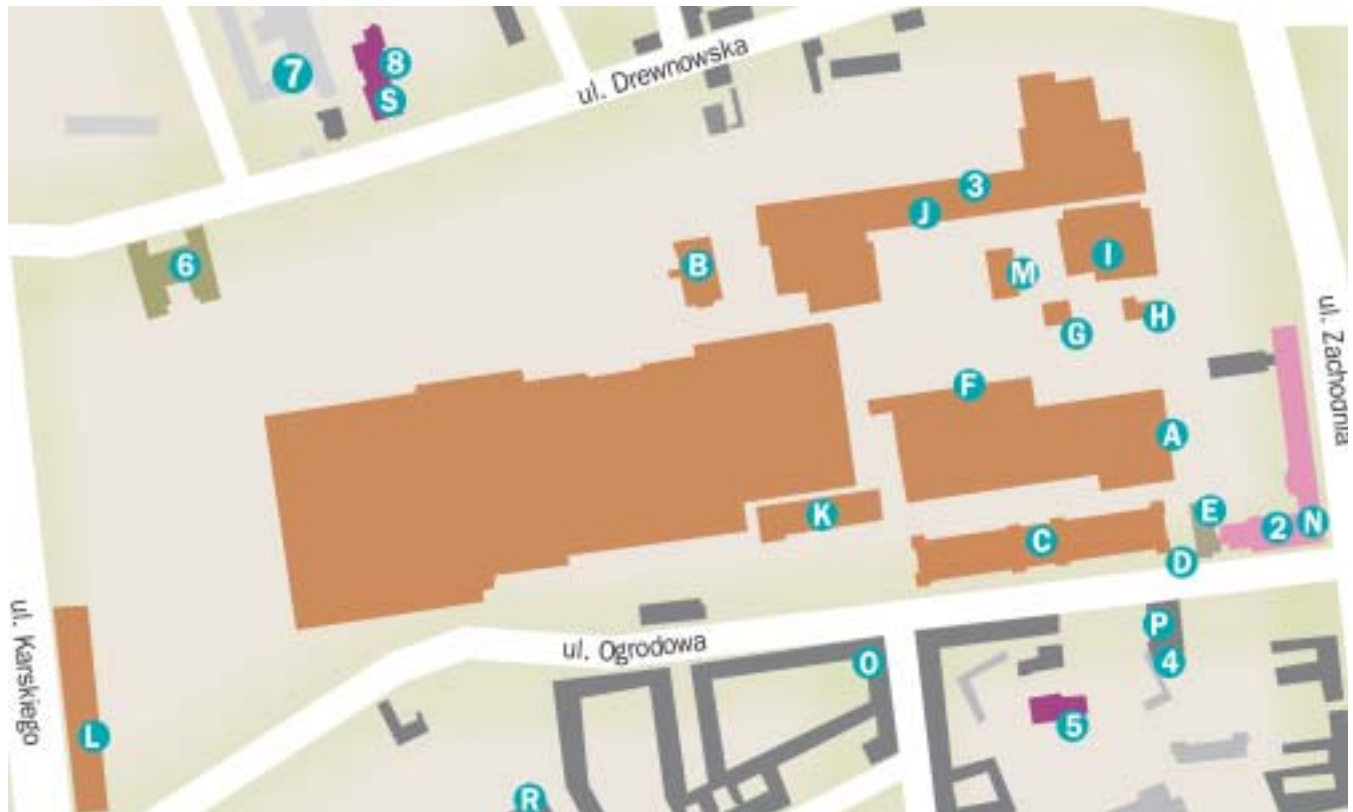 8
7
S
ul. Drewnowska
3
J
6
B
M
I
G
H
ul. Zachodnia
F
A
K
E
C
2
N
D
ul. Karskiego
ul. Ogrodowa
P
O
4
5
L
R